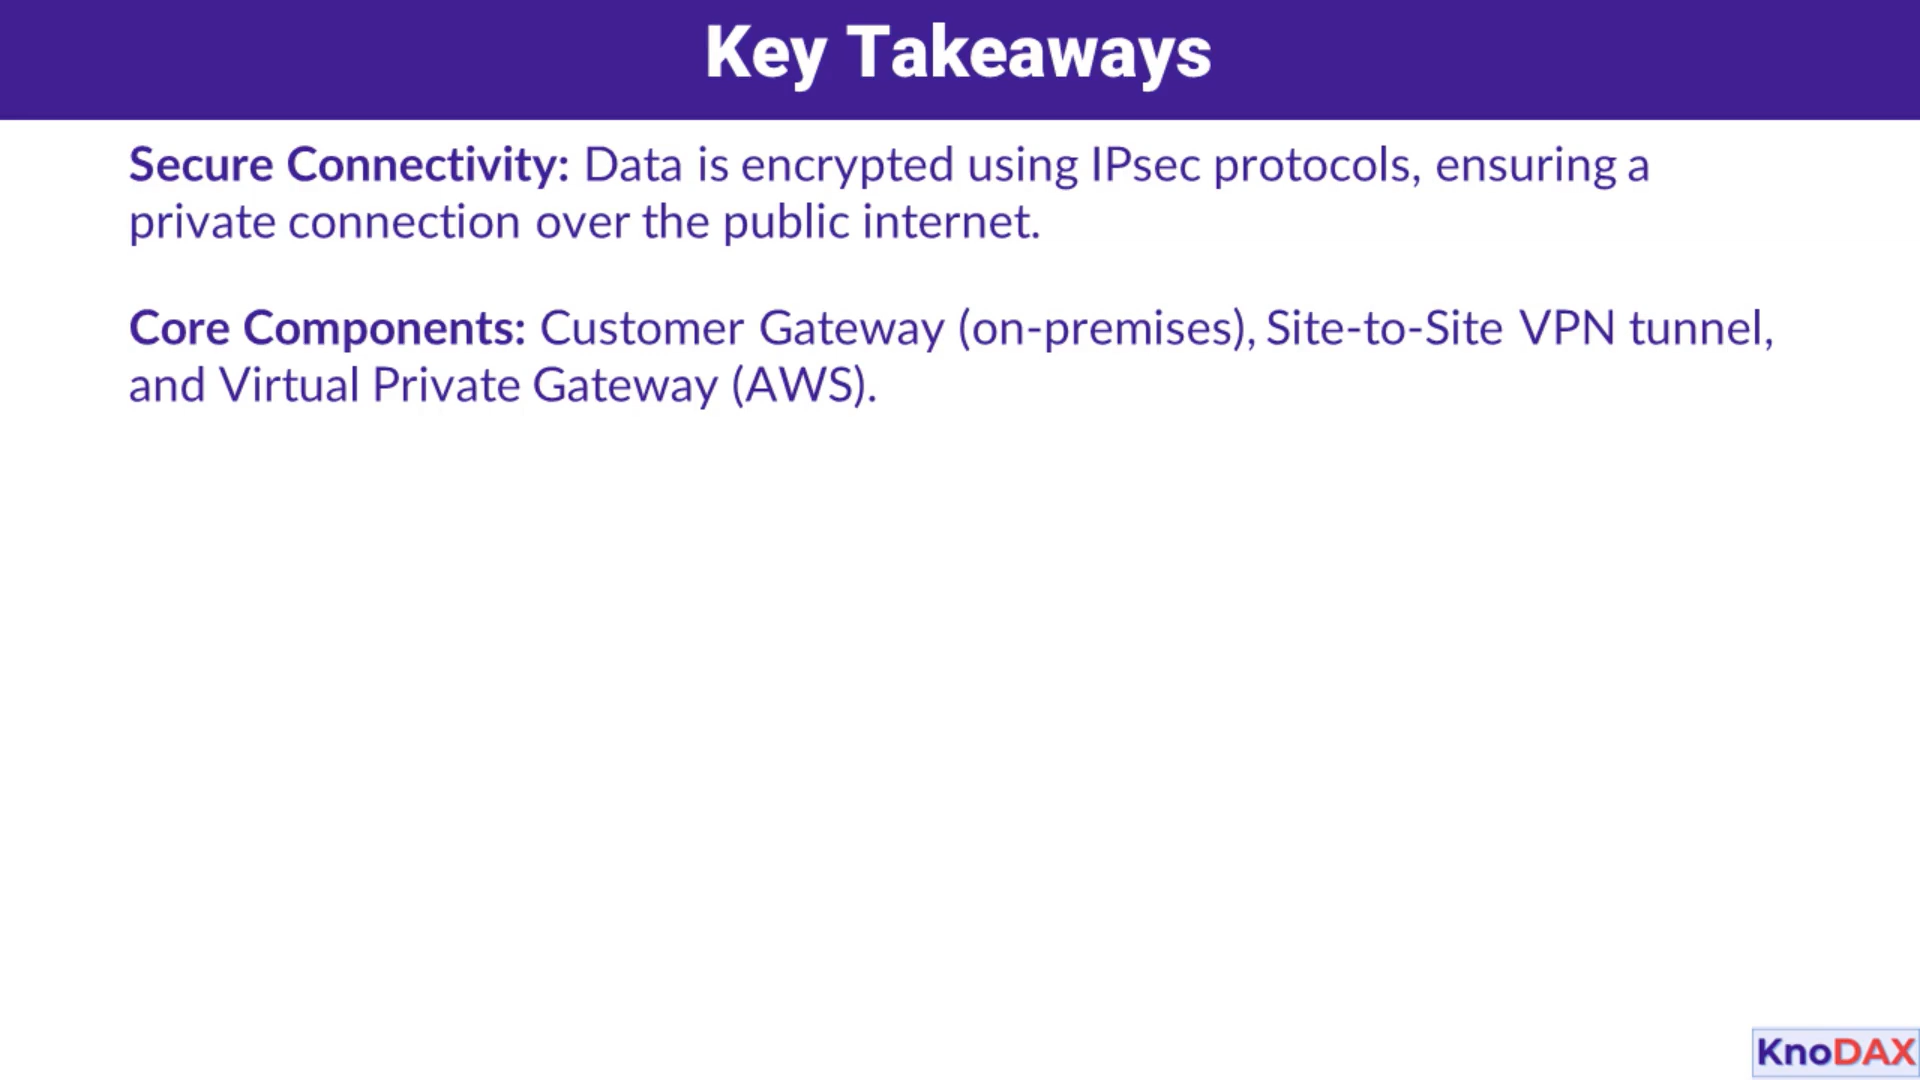 Key Takeaways
Secure Connectivity: Data is encrypted using IPsec protocols, ensuring a
private connection over the public internet.
Core Components: Customer Gateway (on-premises), Site-to-Site VPN tunnel,
and Virtual Private Gateway (AWS).
KnoDAX